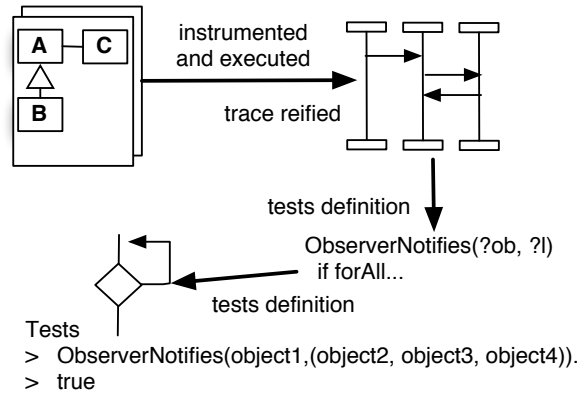 A
C
B
instrumented
and executed
trace reified
tests definition
ObserverNotifies(?ob, ?l)
if forAll...
tests definition
Tests
> ObserverNotifies(object1,(object2, object3, object4)).
> true